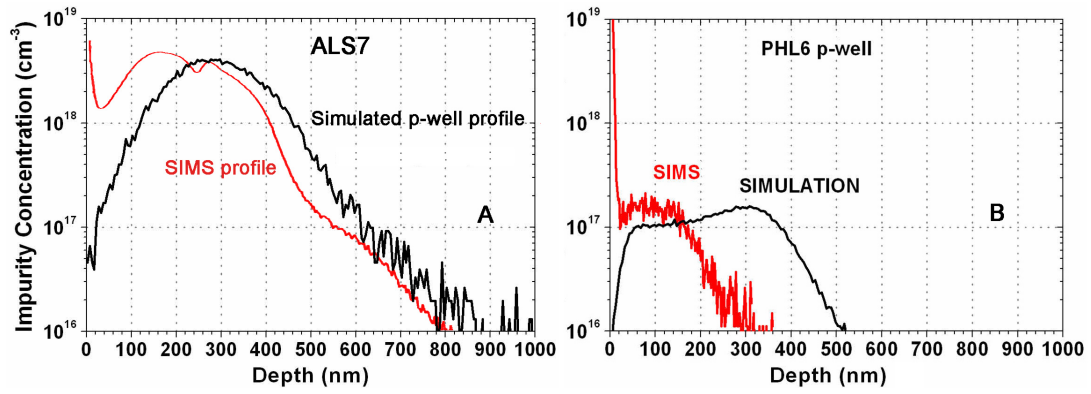 Impurity Concentration (cm-3)
10^19
10^18
10^17
10^16
ALS7
Simulated p-well profile
SIMS profile
A
0 100 200 300 400 500 600 700 800 900 1000
Depth (nm)
10^19
10^18
10^17
10^16
PHL6 p-well
SIMS
SIMULATION
B
0 100 200 300 400 500 600 700 800 900 1000
Depth (nm)